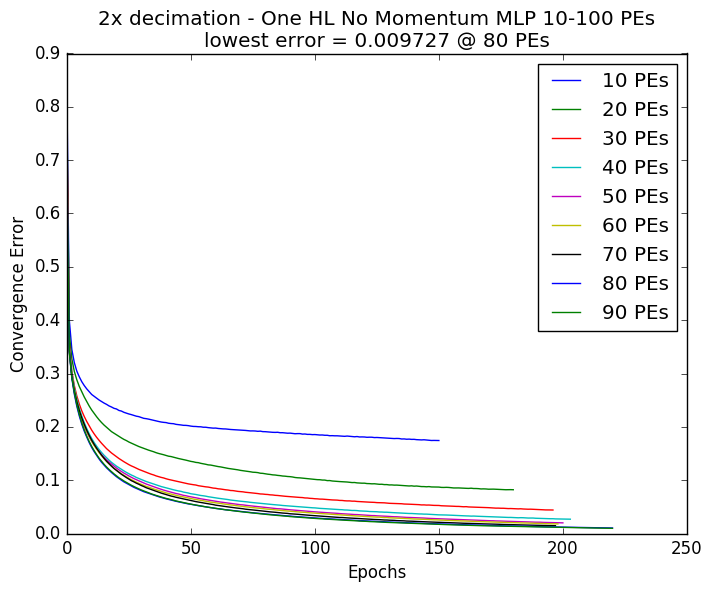 2x decimation - One HL No Momentum MLP 10-100 PEs
lowest error = 0.009727 @ 80 PEs
0.9
0.8
0.7
0.6
0.5
0.4
0.3
0.2
0.1
0.0
Convergence Error
10 PEs
20 PEs
30 PEs
40 PEs
50 PEs
60 PEs
70 PEs
80 PEs
90 PEs
0 50 100 150 200 250
Epochs